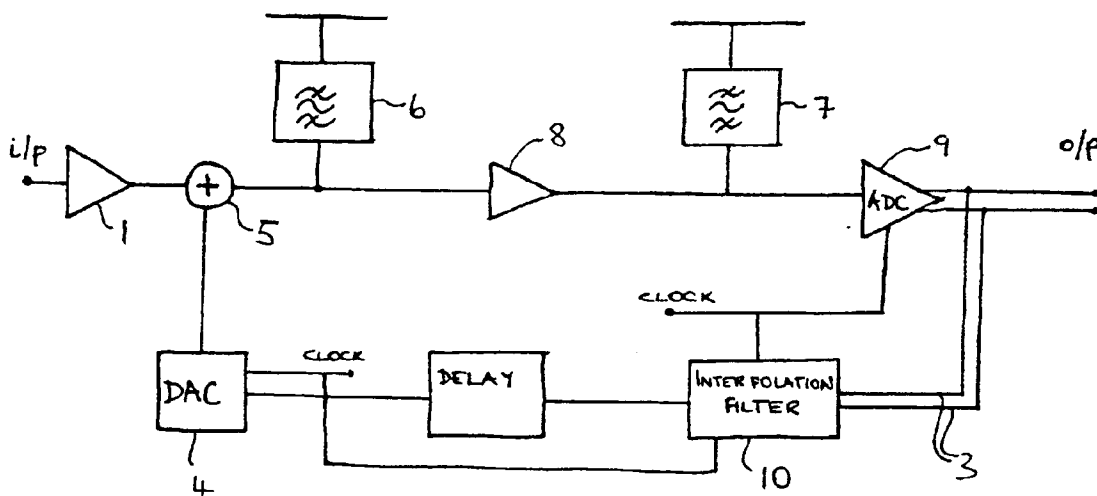 6
7
8
9
i/p
o/p
+
ADC
1
5
CLOCK
CLOCK
DAC
DELAY
INTERPOLATION
FILTER
4
10
3